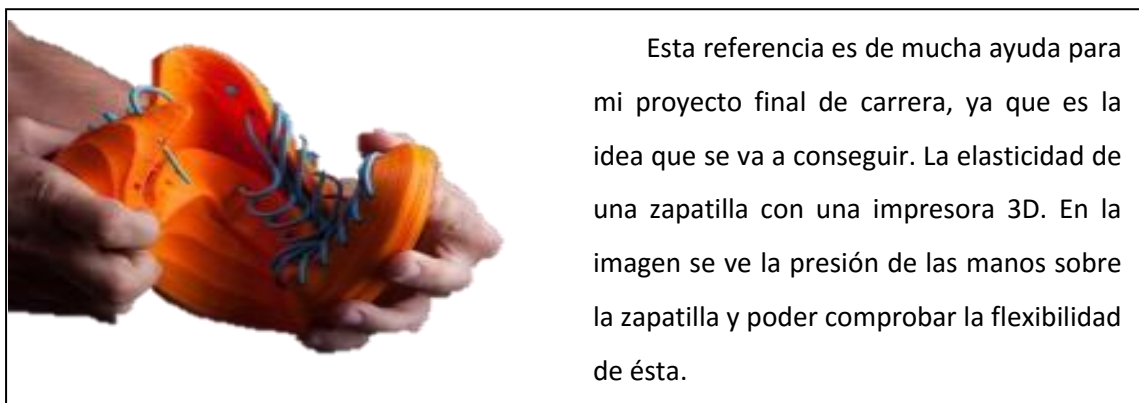 Esta referencia es de mucha ayuda para
mi proyecto final de carrera, ya que es la
idea que se va a conseguir. La elasticidad de
una zapatilla con una impresora 3D. En la
imagen se ve la presión de las manos sobre
la zapatilla y poder comprobar la flexibilidad
de ésta.